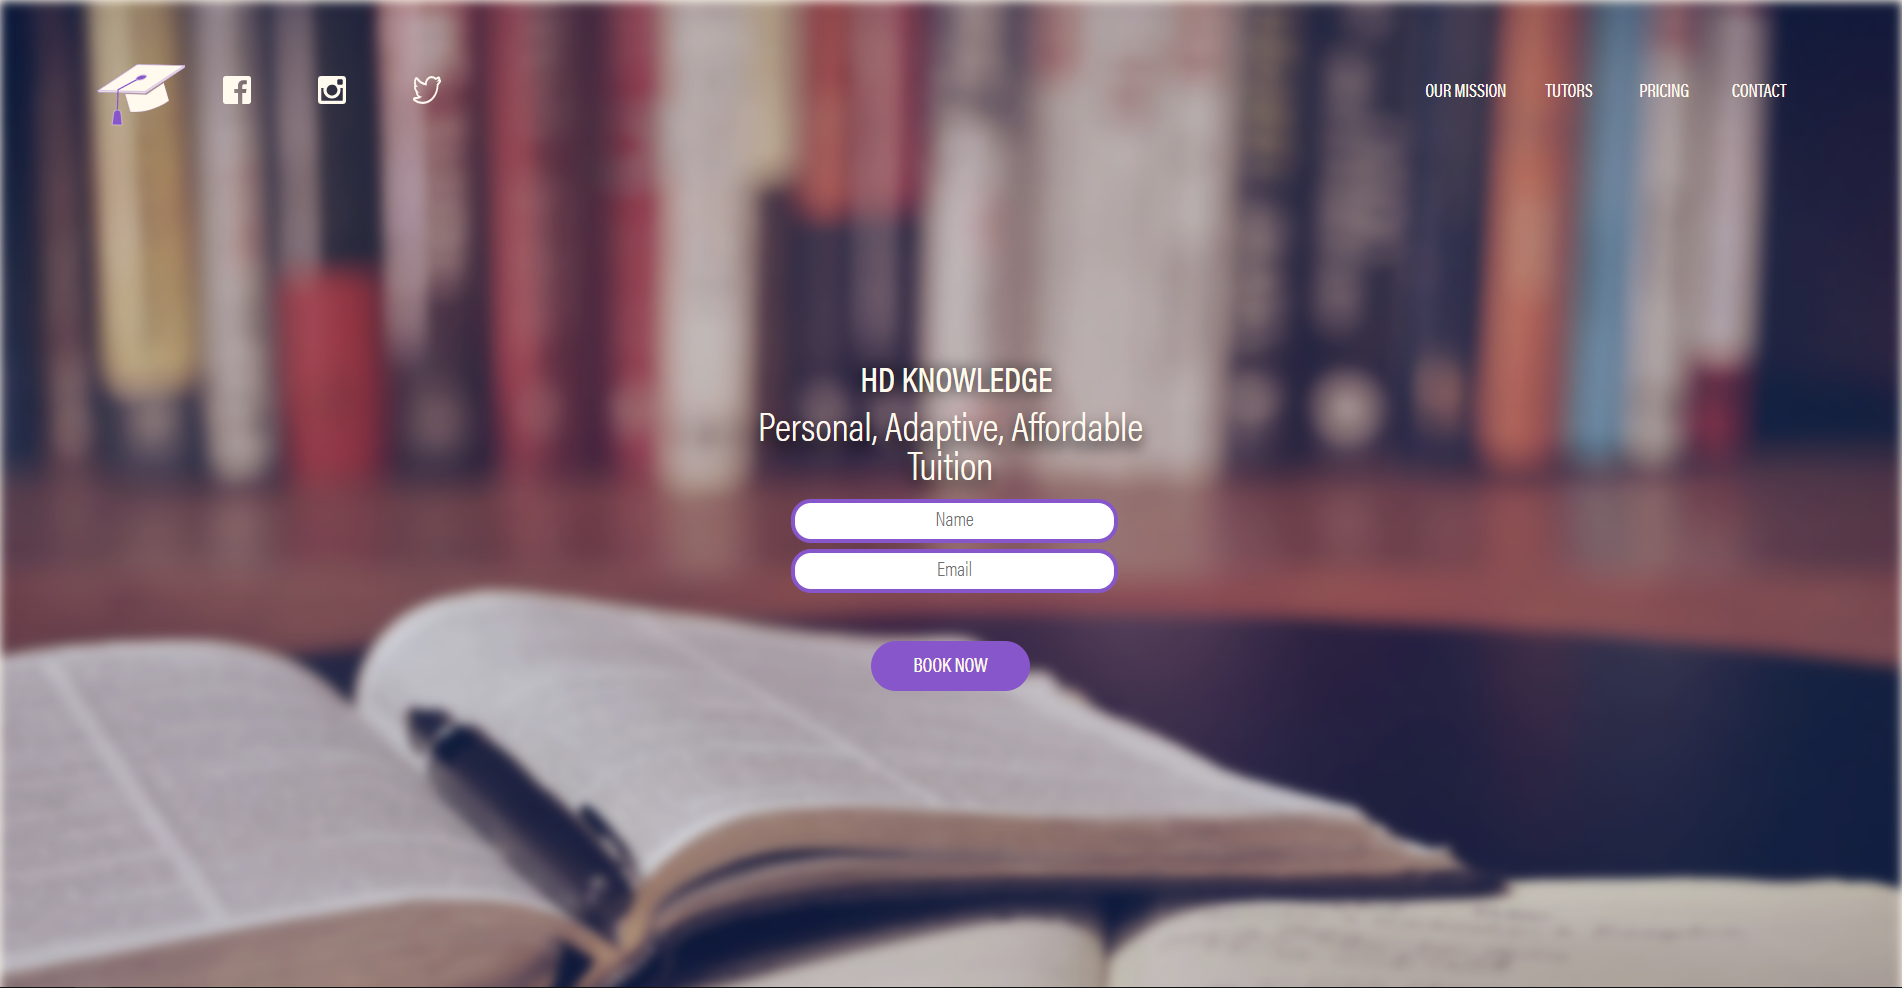 OUR MISSION TUTORS PRICING CONTACT
HD KNOWLEDGE
Personal, Adaptive, Affordable
Tuition
Name
Email
BOOK NOW